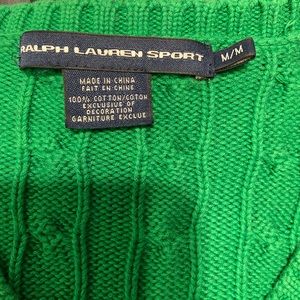 RALPH LAUREN SPORT
M/M
MADE IN CHINA
FAIT EN CHINE
100% COTTON/COTON
EXCLUSIVE OF
DECORATION
GARNITURE EXCLUE